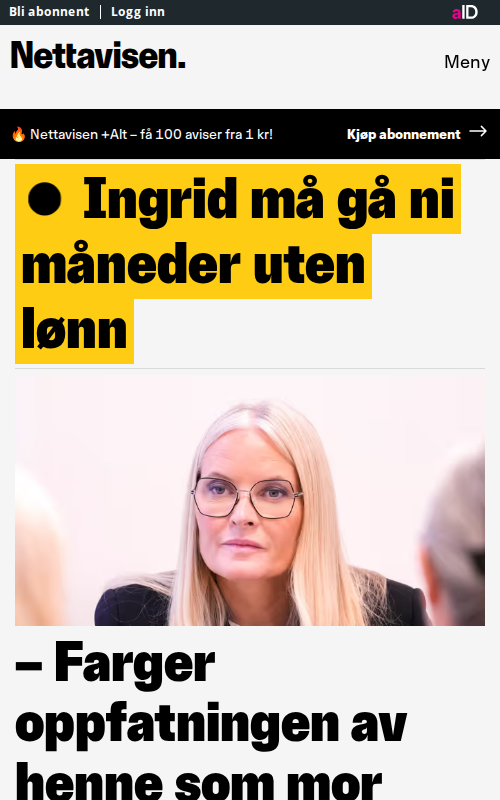 Bli abonnent | Logg inn
aID
Nettavisen.
Meny
🔥 Nettavisen +Alt – få 100 aviser fra 1 kr!
Kjøp abonnement →
● Ingrid må gå ni
måneder uten
lønn
– Farger
oppfatningen av
henne som mor